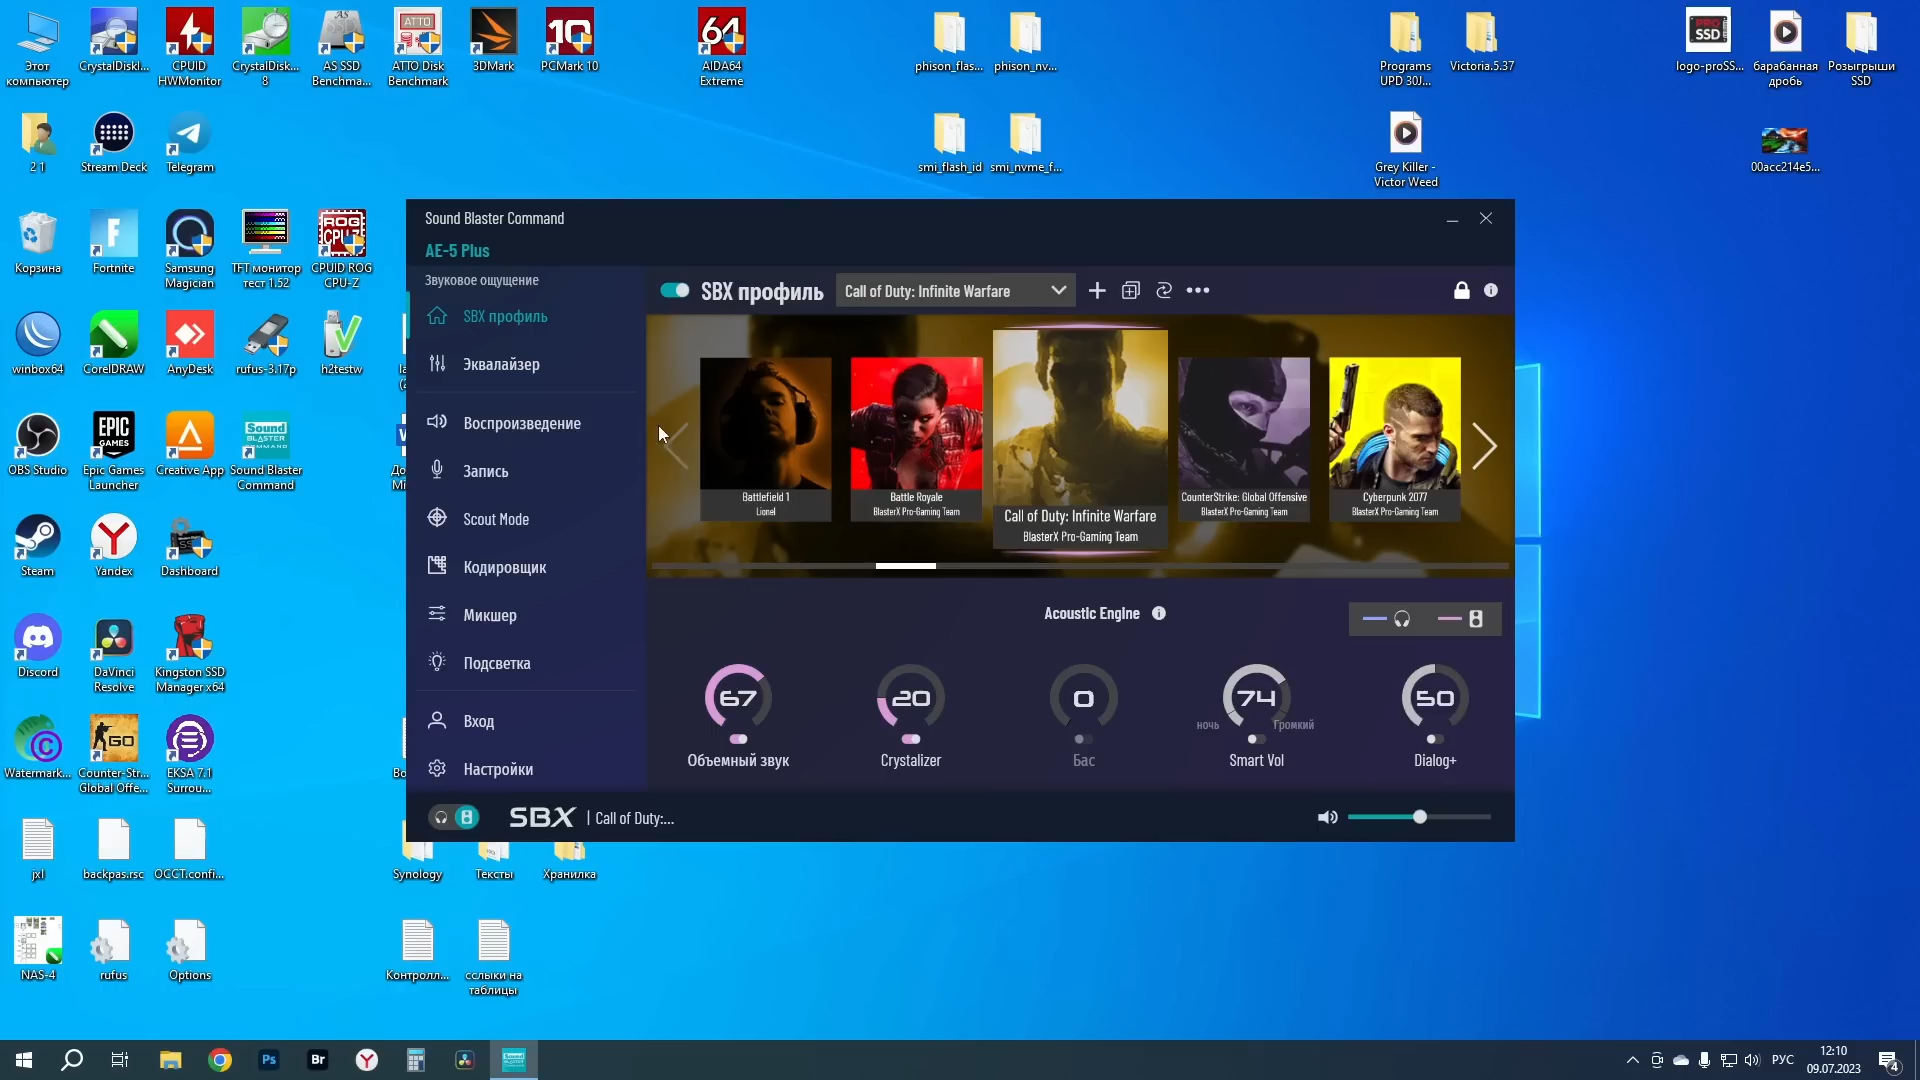 Этот
компьютер
CrystalDiskI...
CPUID
HWMonitor
CrystalDisk...
8
AS SSD
Benchma...
ATTO Disk
Benchmark
3DMark
PCMark 10
AIDA64
Extreme
phison_flas...
phison_nv...
Programs
UPD 30J...
Victoria.5.37
logo-proSS...
барабанная
дробь
Розыгрыши
SSD
2 1
Stream Deck
Telegram
smi_flash_id
smi_nvme_f...
Grey Killer -
Victor Weed
00acc214e5...
Корзина
Fortnite
Samsung
Magician
TFT монитор
тест 1.52
CPUID ROG
CPU-Z
winbox64
CorelDRAW
AnyDesk
rufus-3.17p
h2testw
OBS Studio
Epic Games
Launcher
Creative App
Sound Blaster
Command
Steam
Yandex
Dashboard
Discord
DaVinci
Resolve
Kingston SSD
Manager x64
Watermark...
Counter-Str...
Global Offe...
EKSA 7.1
Surrou...
jxl
backpas.rsc
OCCT.confi...
Synology
Тексты
Хранилка
NAS-4
rufus
Options
Контролл...
сслыки на
таблицы
Sound Blaster Command
AE-5 Plus
Звуковое ощущение
SBX профиль
Эквалайзер
Воспроизведение
Запись
Scout Mode
Кодировщик
Микшер
Подсветка
Вход
Настройки
SBX профиль
Call of Duty: Infinite Warfare
Battlefield 1
Lionel
Battle Royale
BlasterX Pro-Gaming Team
Call of Duty: Infinite Warfare
BlasterX Pro-Gaming Team
CounterStrike: Global Offensive
BlasterX Pro-Gaming Team
Cyberpunk 2077
BlasterX Pro-Gaming Team
Acoustic Engine
67
20
0
74
50
ночь
Громкий
Объемный звук
Crystalizer
Бас
Smart Vol
Dialog+
SBX | Call of Duty:...
РУС
12:10
09.07.2023
4